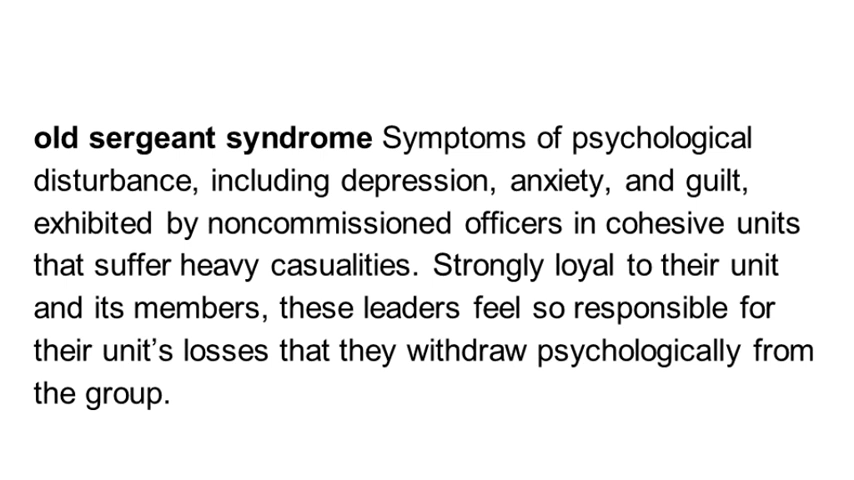 old sergeant syndrome Symptoms of psychological
disturbance, including depression, anxiety, and guilt,
exhibited by noncommissioned officers in cohesive units
that suffer heavy casualities. Strongly loyal to their unit
and its members, these leaders feel so responsible for
their unit’s losses that they withdraw psychologically from
the group.